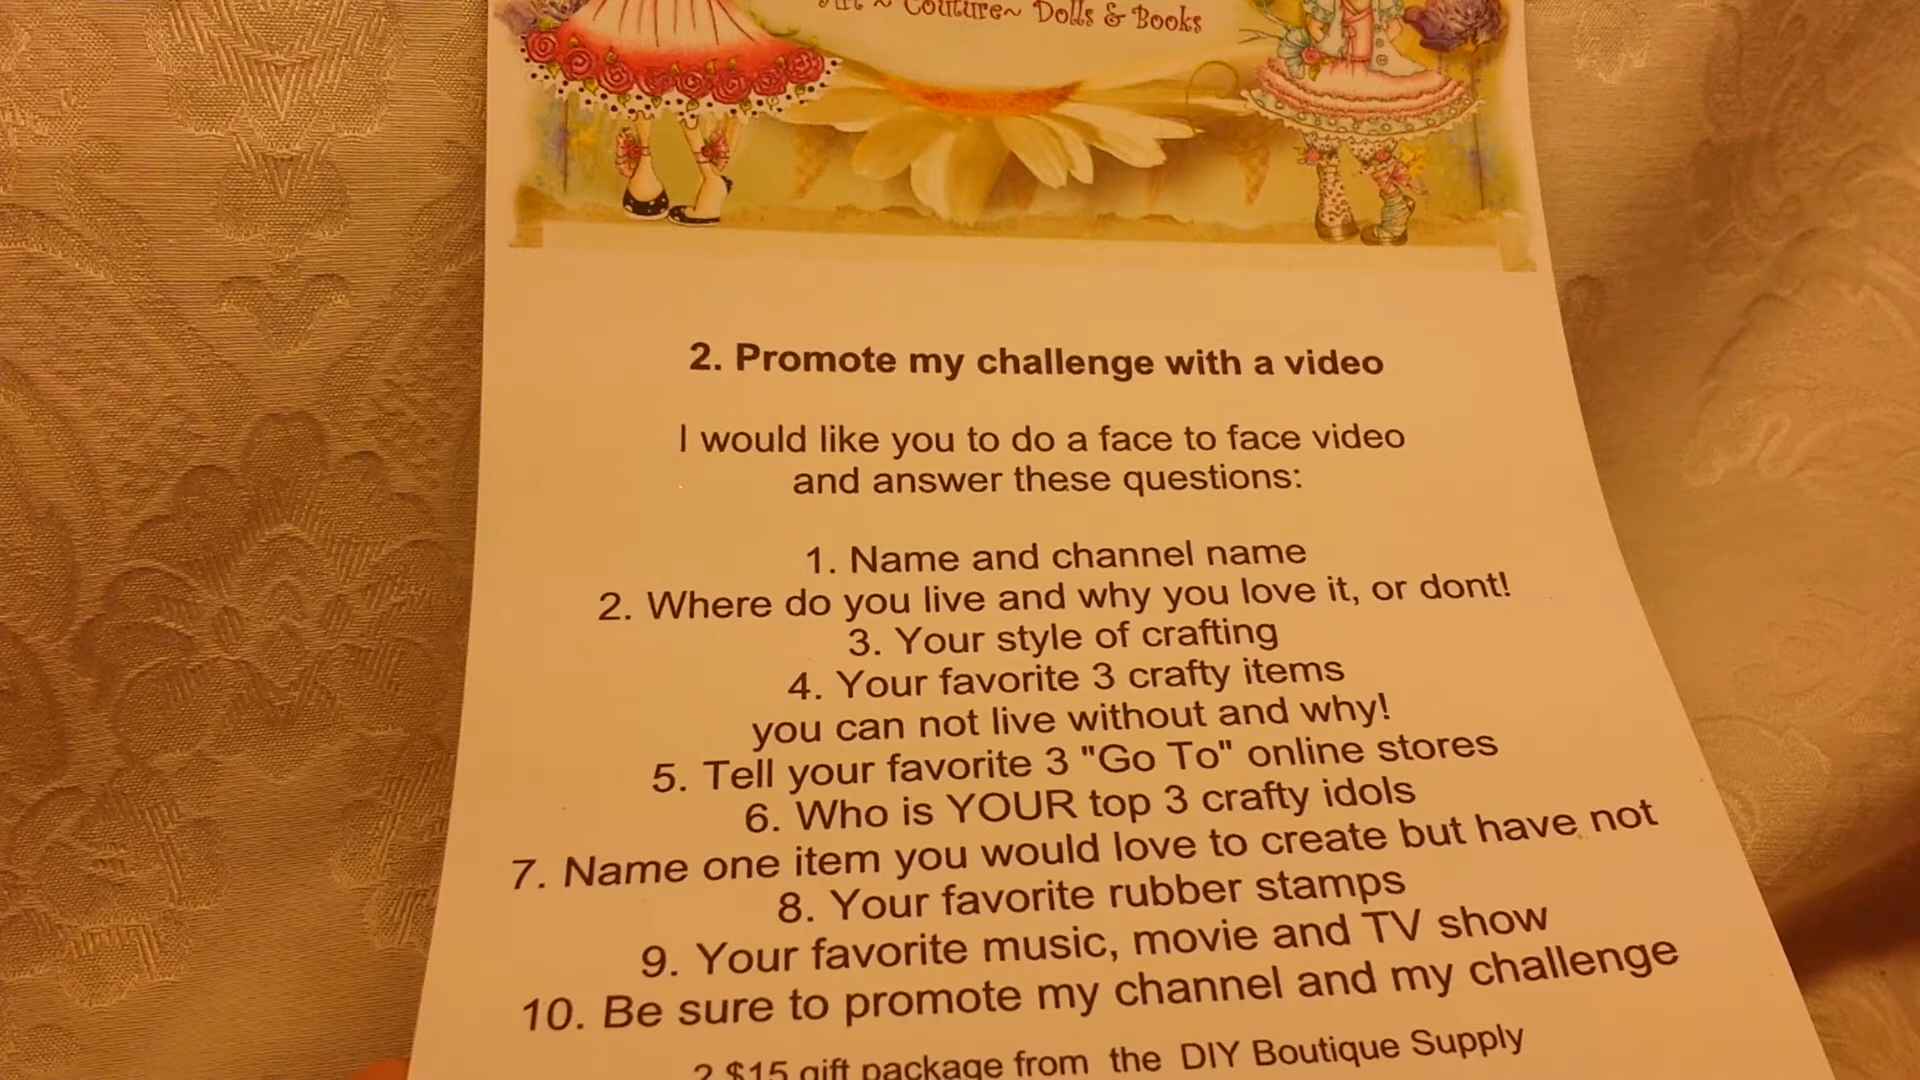 Art ~ Couture~ Dolls & Books
2. Promote my challenge with a video
I would like you to do a face to face video
and answer these questions:
1. Name and channel name
2. Where do you live and why you love it, or dont!
3. Your style of crafting
4. Your favorite 3 crafty items
you can not live without and why!
5. Tell your favorite 3 "Go To" online stores
6. Who is YOUR top 3 crafty idols
7. Name one item you would love to create but have not
8. Your favorite rubber stamps
9. Your favorite music, movie and TV show
10. Be sure to promote my channel and my challenge
2 $15 gift package from the DIY Boutique Supply